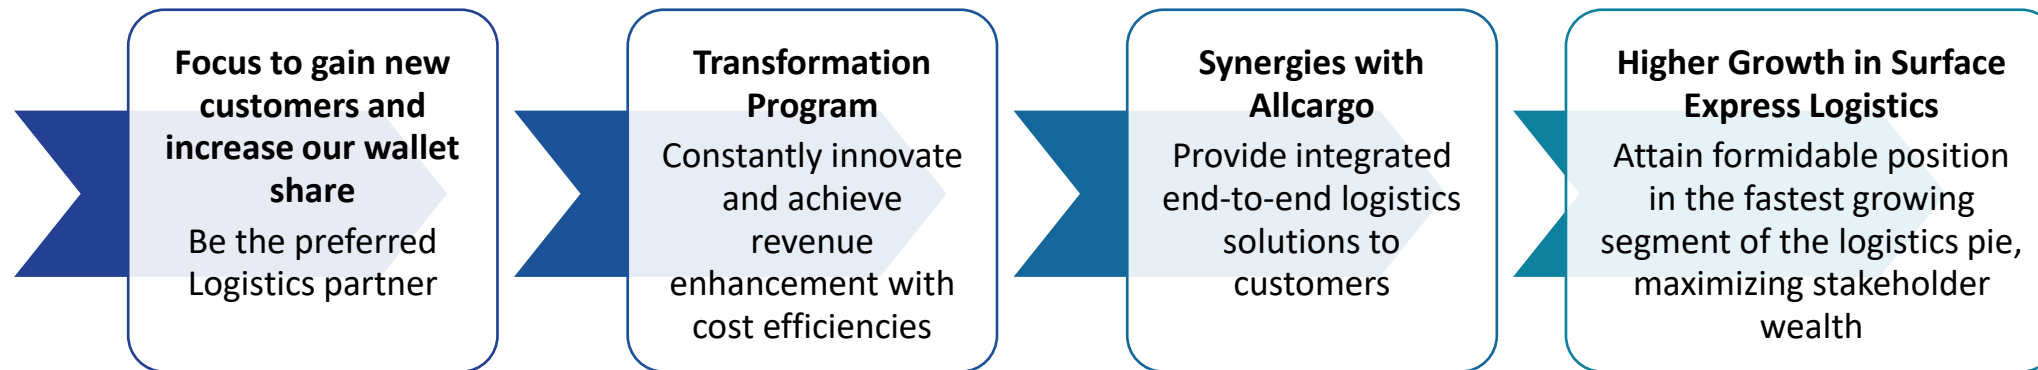 Focus to gain new
customers and
increase our wallet
share
Be the preferred
Logistics partner
Transformation
Program
Constantly innovate
and achieve
revenue
enhancement with
cost efficiencies
Synergies with
Allcargo
Provide integrated
end-to-end logistics
solutions to
customers
Higher Growth in Surface
Express Logistics
Attain formidable position
in the fastest growing
segment of the logistics pie,
maximizing stakeholder
wealth